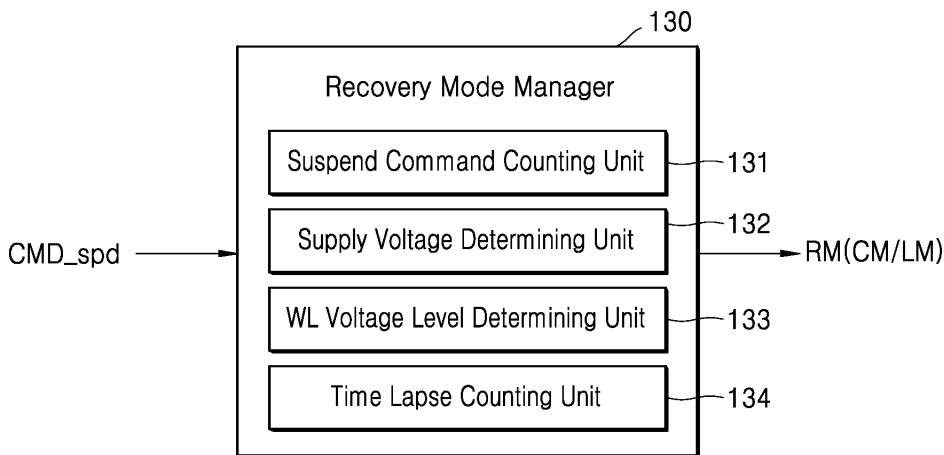 130
Recovery Mode Manager
Suspend Command Counting Unit
131
Supply Voltage Determining Unit
132
CMD_spd
RM(CM/LM)
WL Voltage Level Determining Unit
133
Time Lapse Counting Unit
134